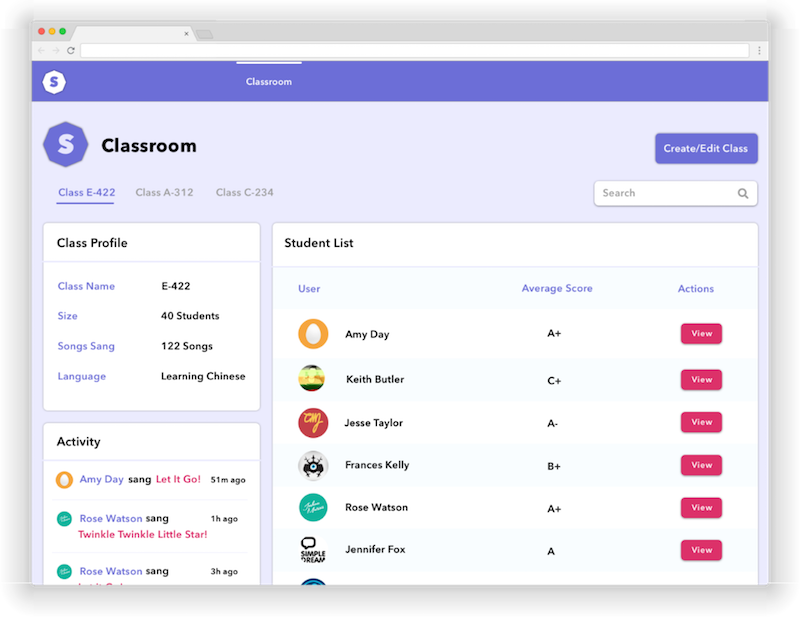 S
Classroom
S
Classroom
Create/Edit Class
Class E-422 Class A-312 Class C-234
Search
Class Profile
Class Name E-422
Size 40 Students
Songs Sang 122 Songs
Language Learning Chinese
Activity
Amy Day sang Let It Go! 51m ago
Rose Watson sang 1h ago
Twinkle Twinkle Little Star!
Rose Watson sang 3h ago
Student List
User Average Score Actions
Amy Day A+ View
Keith Butler C+ View
Jesse Taylor A- View
Frances Kelly B+ View
Rose Watson A+ View
SIMPLE
DREAM
Jennifer Fox A View